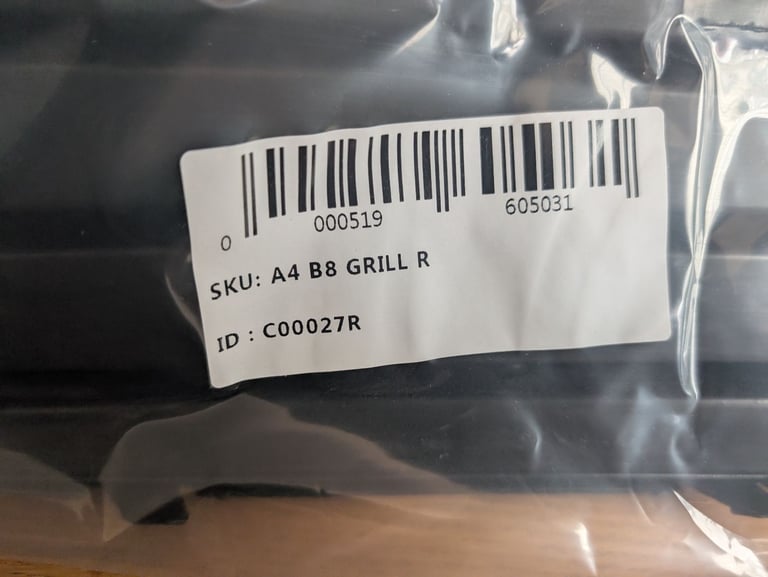 0 000519 605031
SKU: A4 B8 GRILL R
ID : C00027R